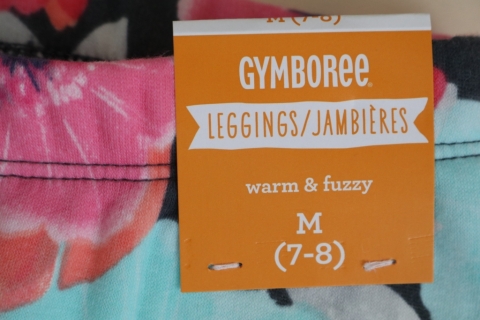 M (7-8)
GYMBOREE
LEGGINGS/JAMBIÈRES
warm & fuzzy
M
(7-8)